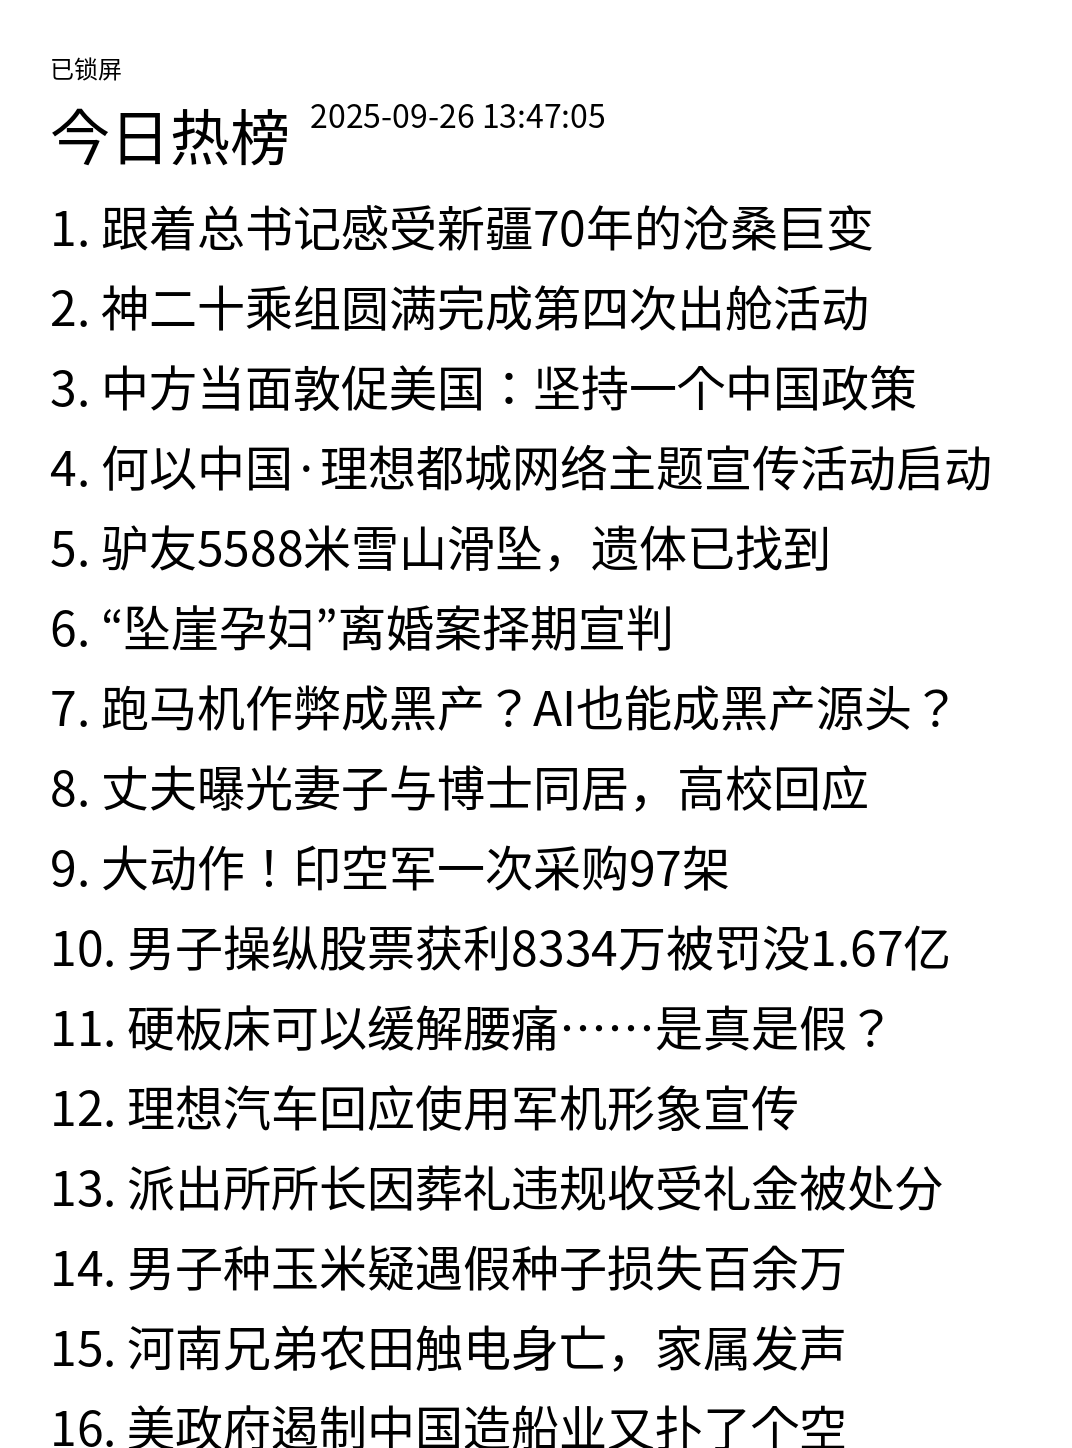 已锁屏
今日热榜 2025-09-26 13:47:05
1. 跟着总书记感受新疆70年的沧桑巨变
2. 神二十乘组圆满完成第四次出舱活动
3. 中方当面敦促美国：坚持一个中国政策
4. 何以中国·理想都城网络主题宣传活动启动
5. 驴友5588米雪山滑坠，遗体已找到
6. “坠崖孕妇”离婚案择期宣判
7. 跑马机作弊成黑产？AI也能成黑产源头？
8. 丈夫曝光妻子与博士同居，高校回应
9. 大动作！印空军一次采购97架
10. 男子操纵股票获利8334万被罚没1.67亿
11. 硬板床可以缓解腰痛……是真是假？
12. 理想汽车回应使用军机形象宣传
13. 派出所所长因葬礼违规收受礼金被处分
14. 男子种玉米疑遇假种子损失百余万
15. 河南兄弟农田触电身亡，家属发声
16. 美政府遏制中国造船业又扑了个空